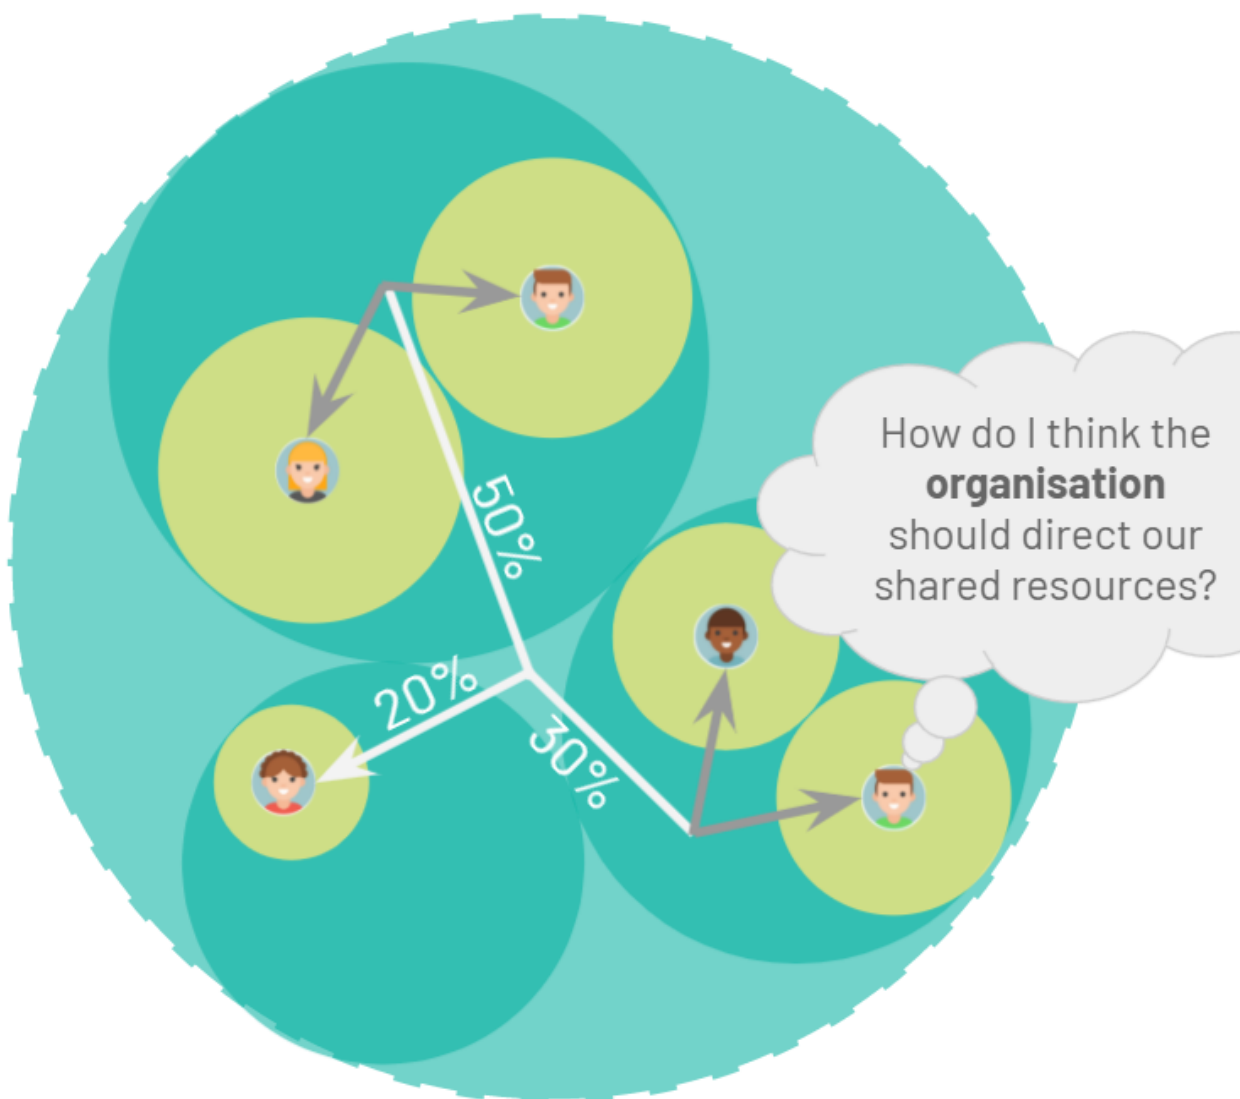 How do I think the
organisation
should direct our
shared resources?
50%
20%
30%